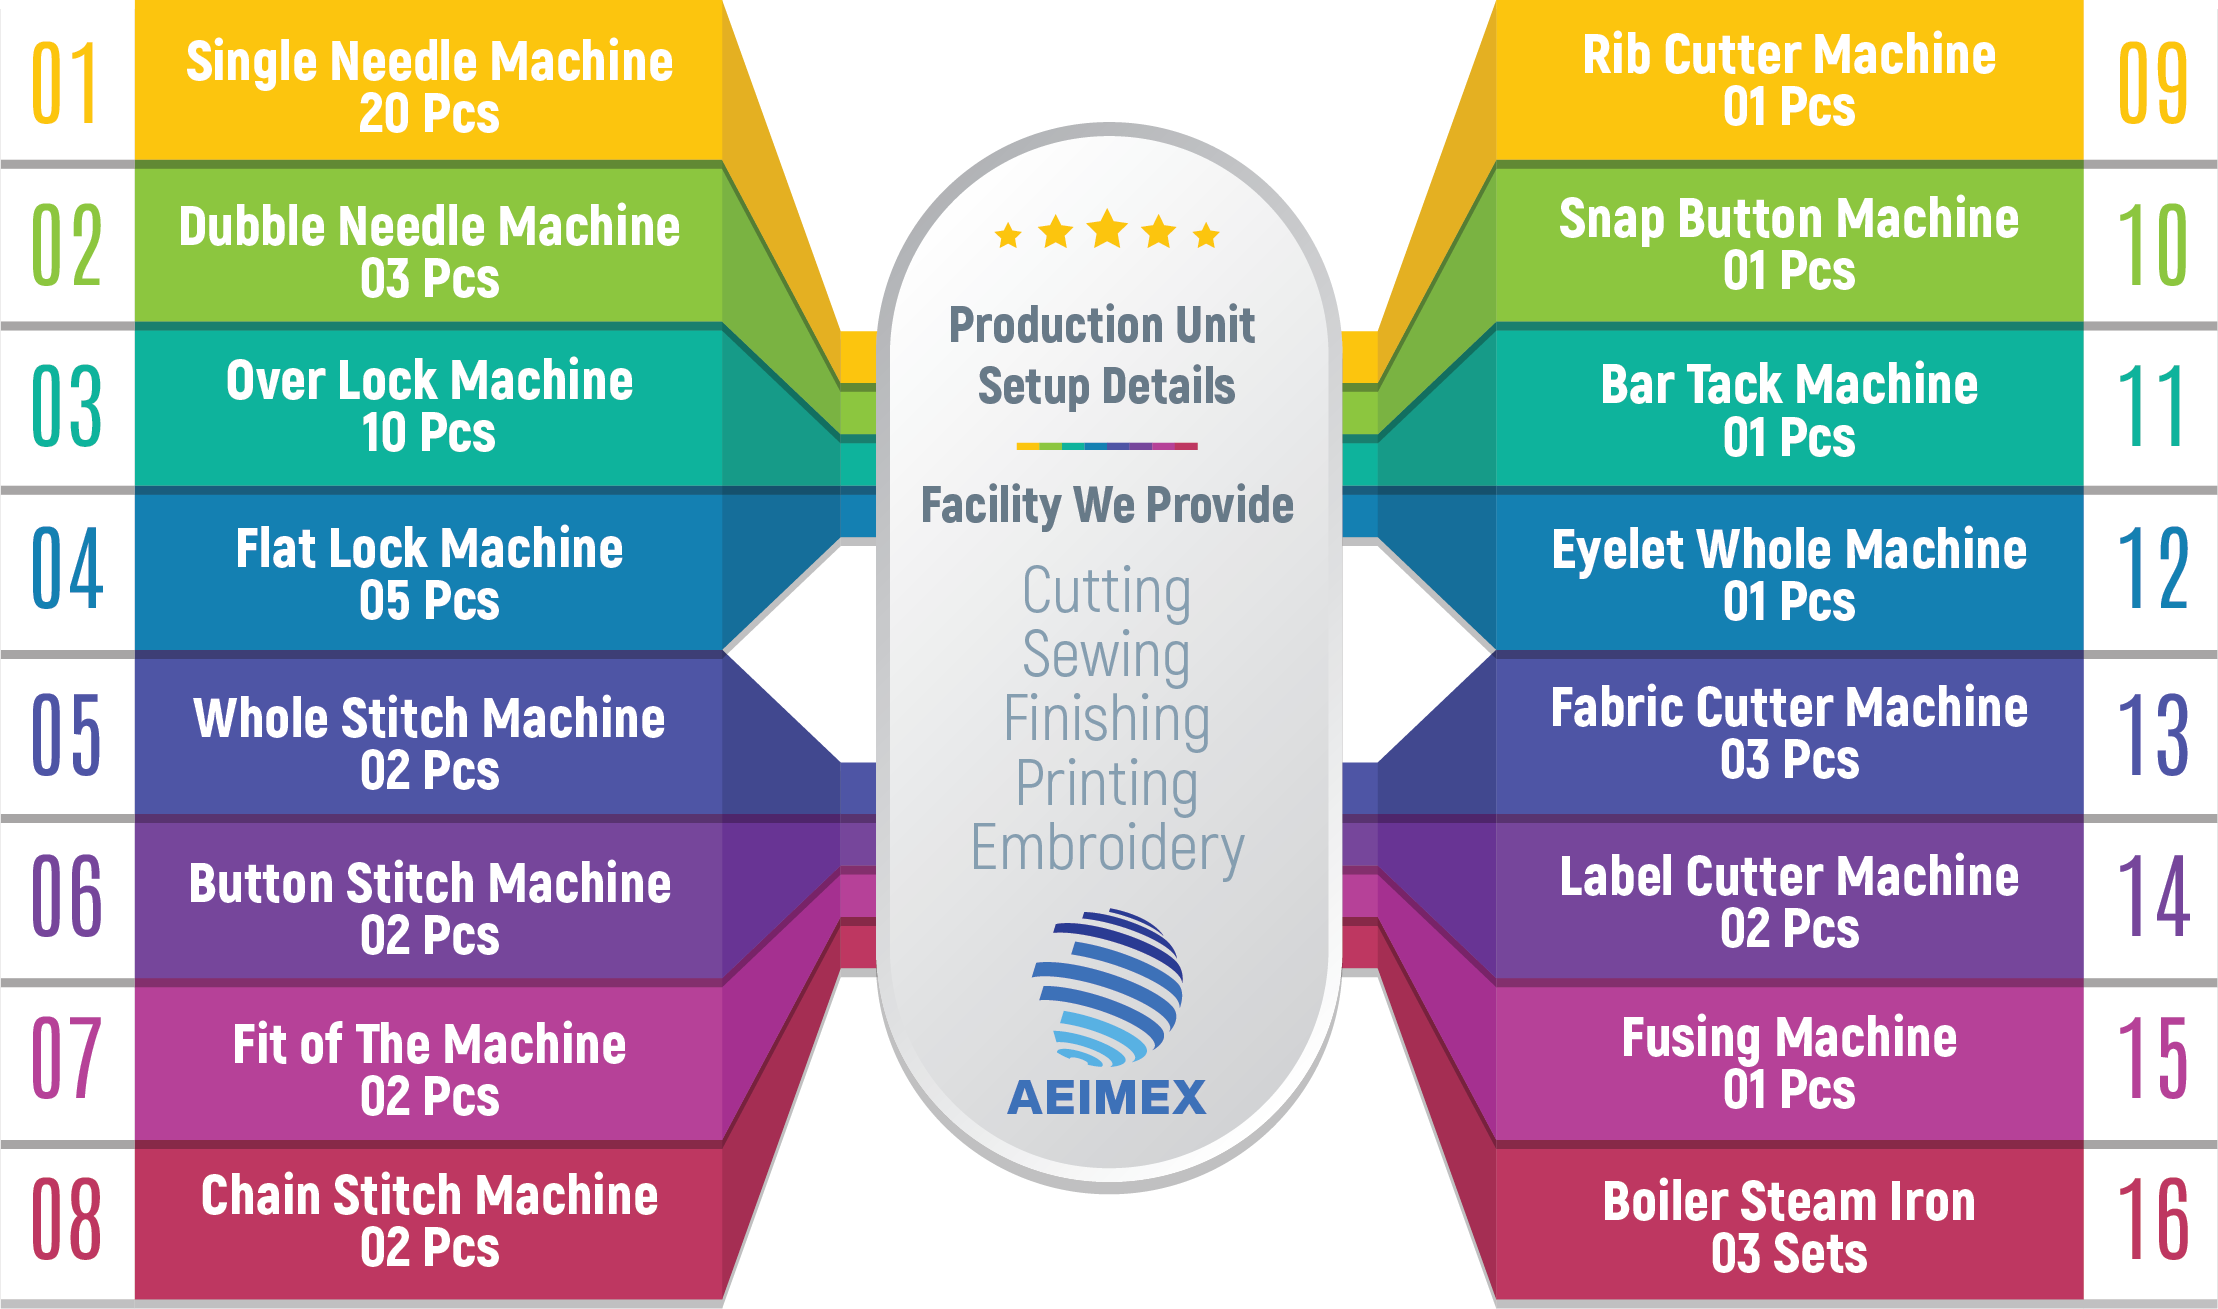 01
Single Needle Machine
20 Pcs
02
Dubble Needle Machine
03 Pcs
03
Over Lock Machine
10 Pcs
04
Flat Lock Machine
05 Pcs
05
Whole Stitch Machine
02 Pcs
06
Button Stitch Machine
02 Pcs
07
Fit of The Machine
02 Pcs
08
Chain Stitch Machine
02 Pcs
Production Unit
Setup Details
Facility We Provide
Cutting
Sewing
Finishing
Printing
Embroidery
AEIMEX
Rib Cutter Machine
01 Pcs
09
Snap Button Machine
01 Pcs
10
Bar Tack Machine
01 Pcs
11
Eyelet Whole Machine
01 Pcs
12
Fabric Cutter Machine
03 Pcs
13
Label Cutter Machine
02 Pcs
14
Fusing Machine
01 Pcs
15
Boiler Steam Iron
03 Sets
16